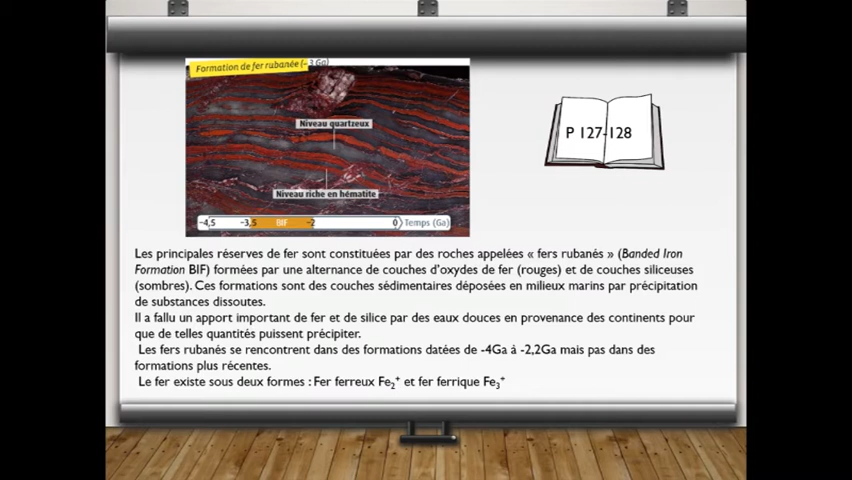 Formation de fer rubanée (– 3 Ga)
P 127-128
Niveau quartzeux
Niveau riche en hématite
–4,5 –3,5 BIF –2 0 Temps (Ga)
Les principales réserves de fer sont constituées par des roches appelées « fers rubanés » (Banded Iron
Formation BIF) formées par une alternance de couches d'oxydes de fer (rouges) et de couches siliceuses
(sombres). Ces formations sont des couches sédimentaires déposées en milieux marins par précipitation
de substances dissoutes.
Il a fallu un apport important de fer et de silice par des eaux douces en provenance des continents pour
que de telles quantités puissent précipiter.
Les fers rubanés se rencontrent dans des formations datées de -4Ga à -2,2Ga mais pas dans des
formations plus récentes.
Le fer existe sous deux formes : Fer ferreux Fe₂⁺ et fer ferrique Fe₃⁺